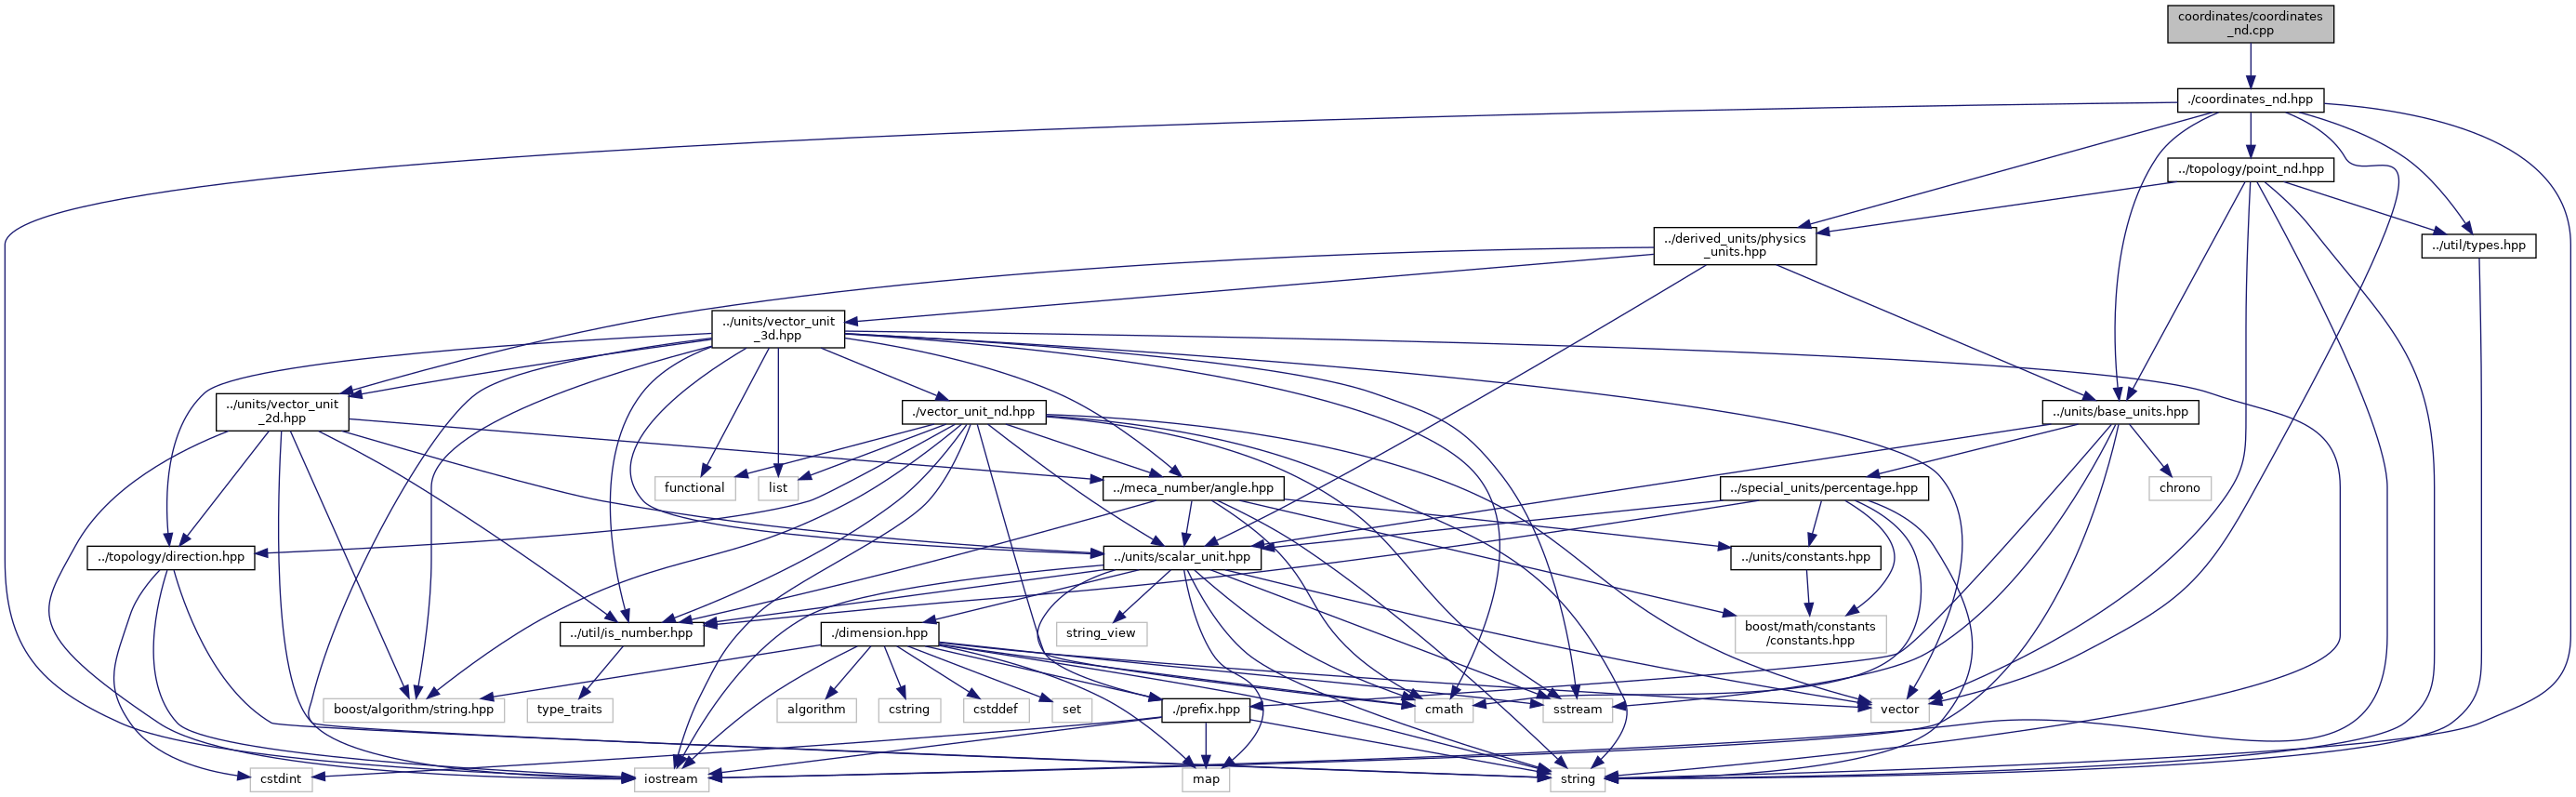 coordinates/coordinates
_nd.cpp
./coordinates_nd.hpp
../topology/point_nd.hpp
../derived_units/physics
_units.hpp
../util/types.hpp
../units/vector_unit
_3d.hpp
../units/vector_unit
_2d.hpp
./vector_unit_nd.hpp
../units/base_units.hpp
functional
list
../meca_number/angle.hpp
../special_units/percentage.hpp
chrono
../topology/direction.hpp
../units/scalar_unit.hpp
../units/constants.hpp
../util/is_number.hpp
./dimension.hpp
string_view
boost/math/constants
/constants.hpp
boost/algorithm/string.hpp
type_traits
algorithm
cstring
cstddef
set
./prefix.hpp
cmath
sstream
vector
cstdint
iostream
map
string